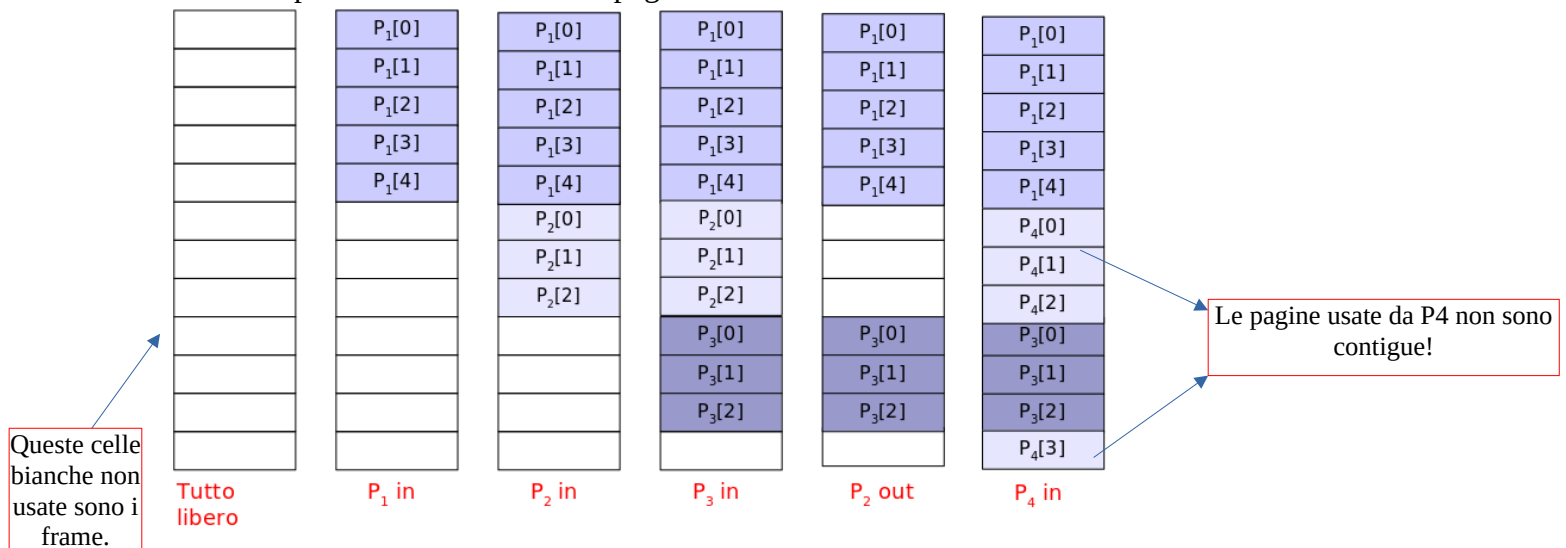 P₁[0]
P₁[1]
P₁[2]
P₁[3]
P₁[4]
P₁[0]
P₁[1]
P₁[2]
P₁[3]
P₁[4]
P₂[0]
P₂[1]
P₂[2]
P₁[0]
P₁[1]
P₁[2]
P₁[3]
P₁[4]
P₂[0]
P₂[1]
P₂[2]
P₃[0]
P₃[1]
P₃[2]
P₁[0]
P₁[1]
P₁[2]
P₁[3]
P₁[4]
P₃[0]
P₃[1]
P₃[2]
P₁[0]
P₁[1]
P₁[2]
P₁[3]
P₁[4]
P₄[0]
P₄[1]
P₄[2]
P₃[0]
P₃[1]
P₃[2]
P₄[3]
Le pagine usate da P4 non sono
contigue!
Queste celle
bianche non
usate sono i
frame.
Tutto
libero
P₁ in
P₂ in
P₃ in
P₂ out
P₄ in